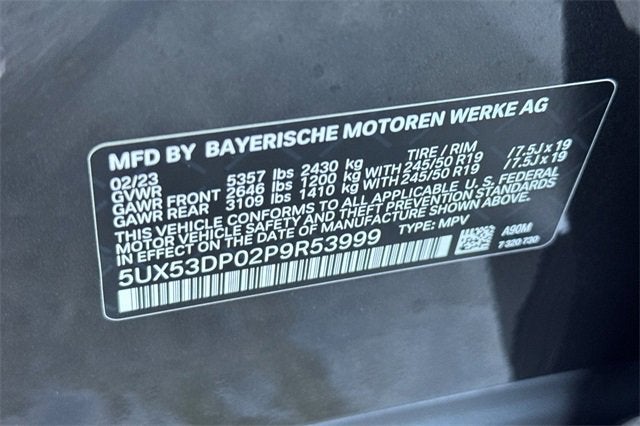 MFD BY BAYERISCHE MOTOREN WERKE AG
02/23
GVWR 5357 lbs 2430 kg TIRE / RIM
GAWR FRONT 2646 lbs 1200 kg WITH 245/50 R19 /7.5J x 19
GAWR REAR 3109 lbs 1410 kg WITH 245/50 R19 /7.5J x 19
THIS VEHICLE CONFORMS TO ALL APPLICABLE U. S. FEDERAL
MOTOR VEHICLE SAFETY AND THEFT PREVENTION STANDARDS
IN EFFECT ON THE DATE OF MANUFACTURE SHOWN ABOVE.
5UX53DP02P9R53999 TYPE: MPV
A90M
7 320 730